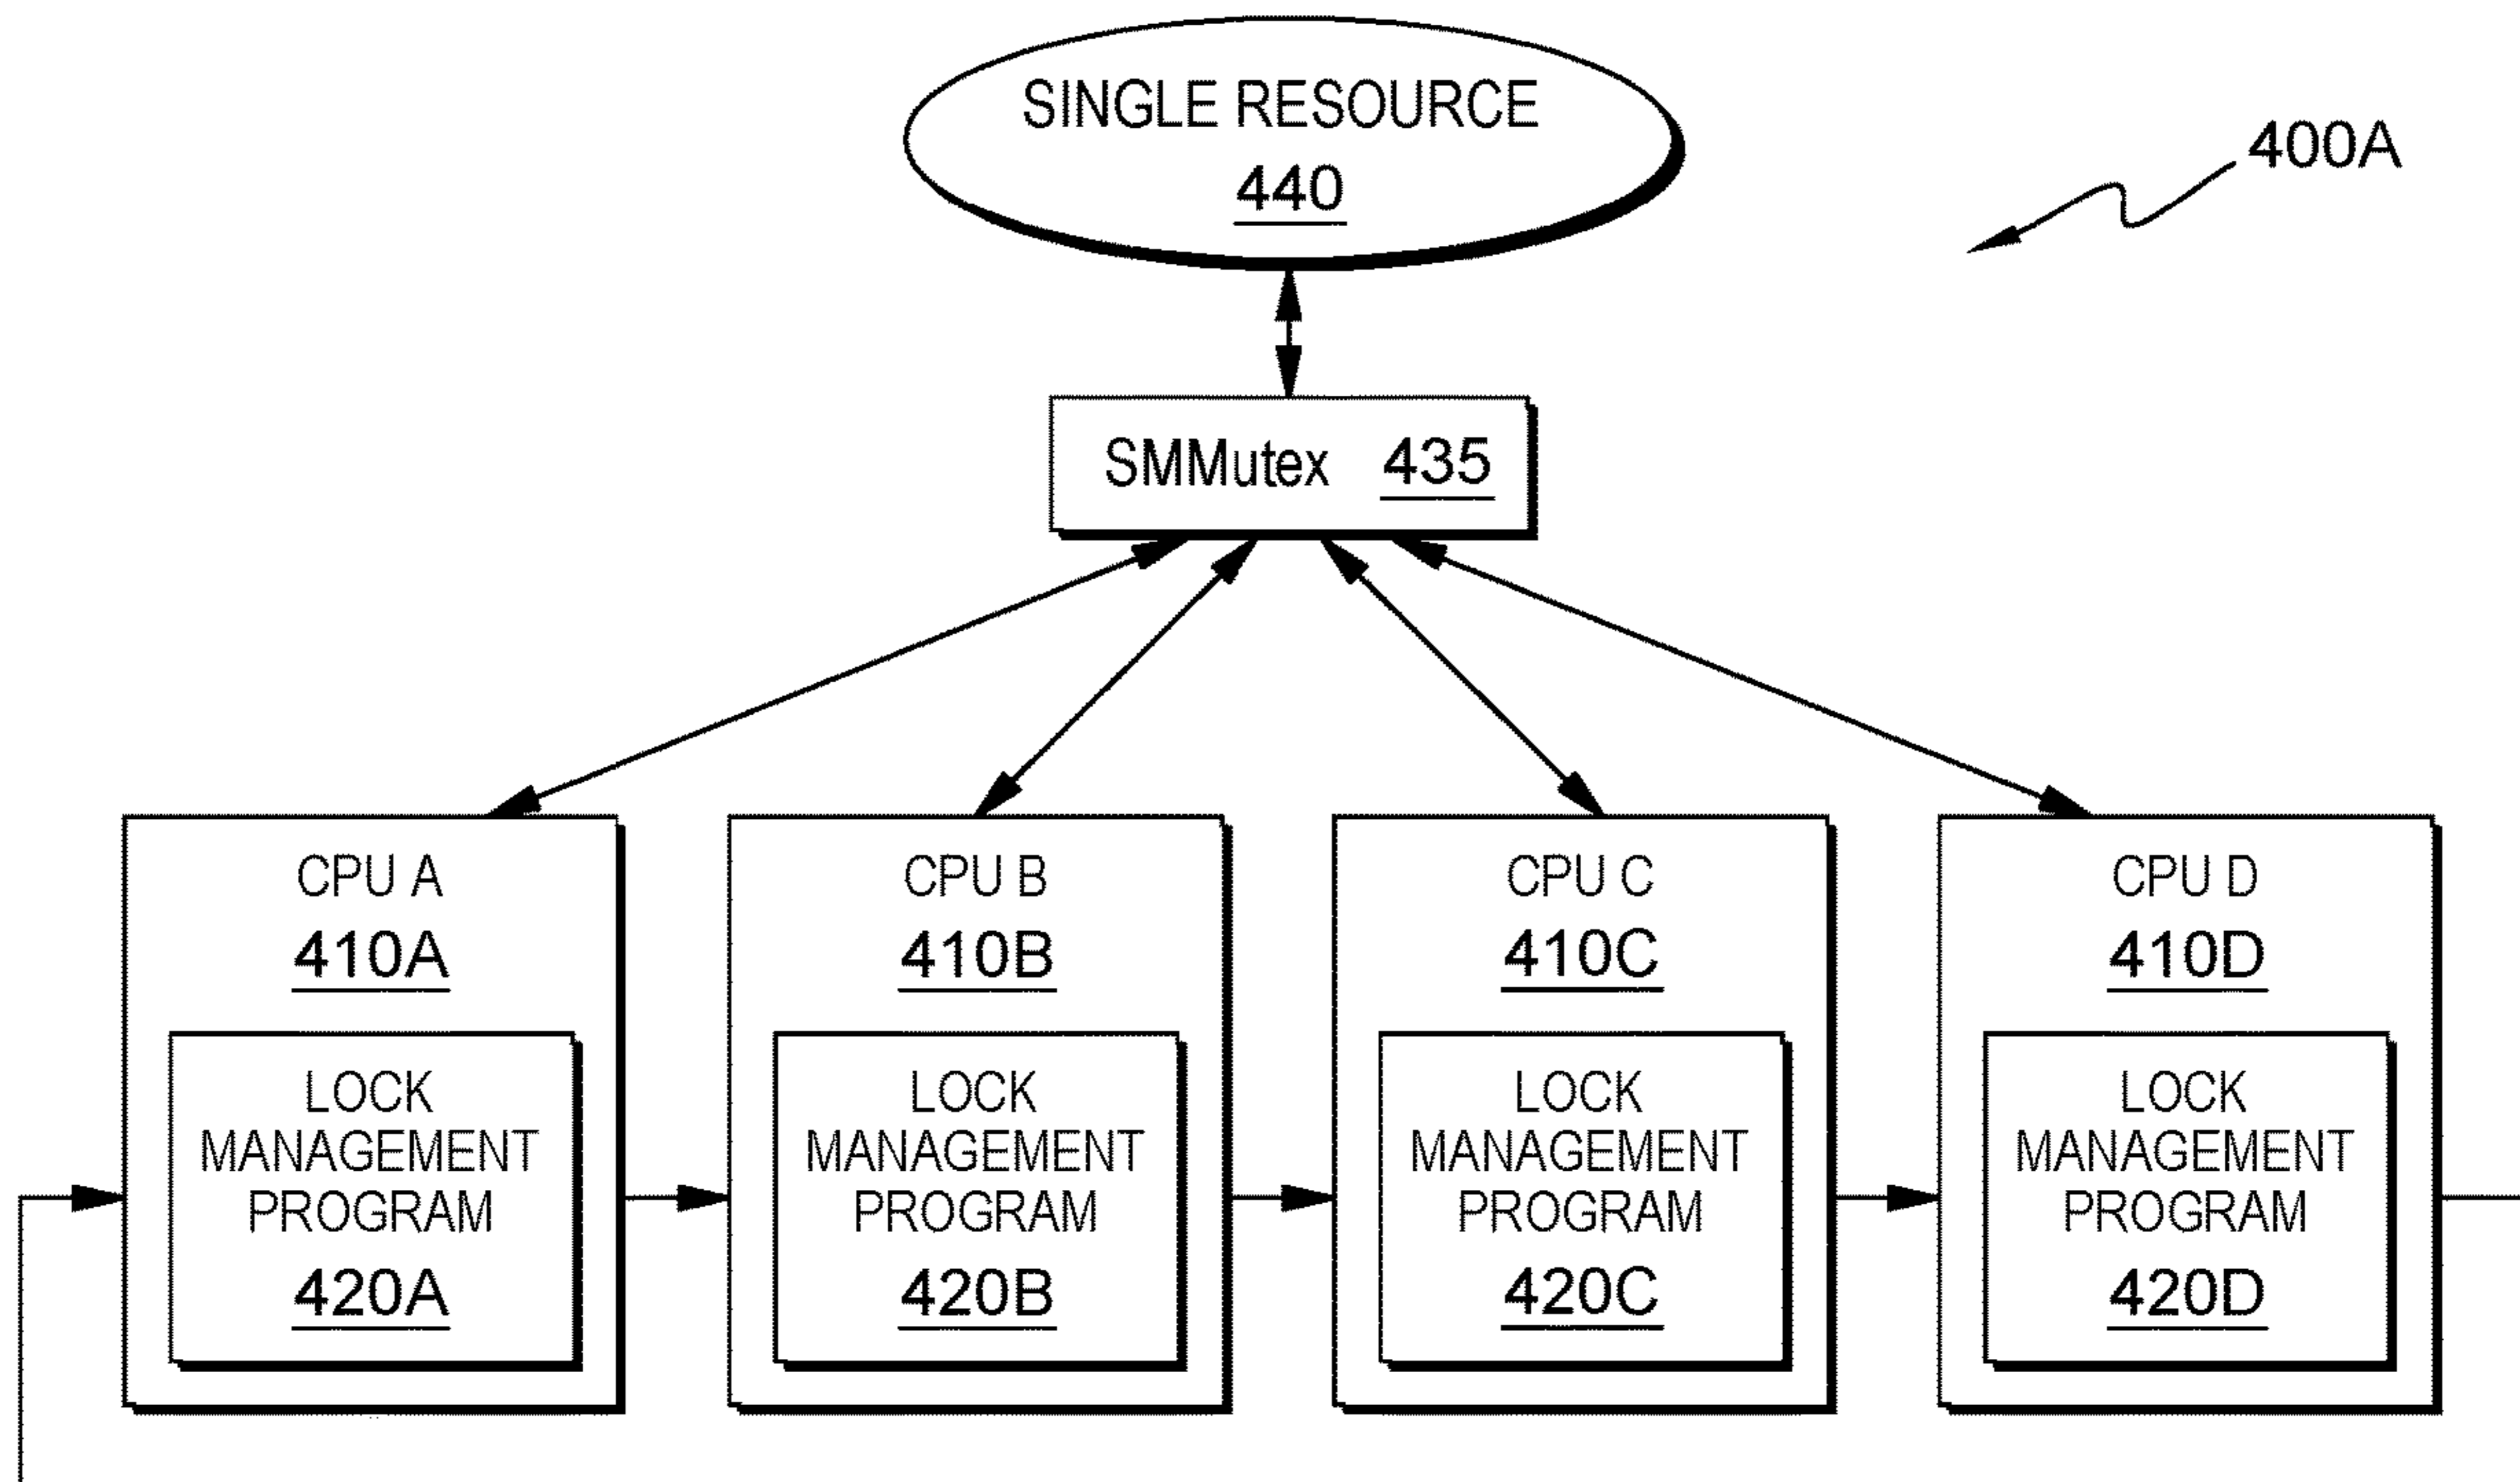 SINGLE RESOURCE
440
400A
SMMutex 435
CPU A
410A
LOCK
MANAGEMENT
PROGRAM
420A
CPU B
410B
LOCK
MANAGEMENT
PROGRAM
420B
CPU C
410C
LOCK
MANAGEMENT
PROGRAM
420C
CPU D
410D
LOCK
MANAGEMENT
PROGRAM
420D